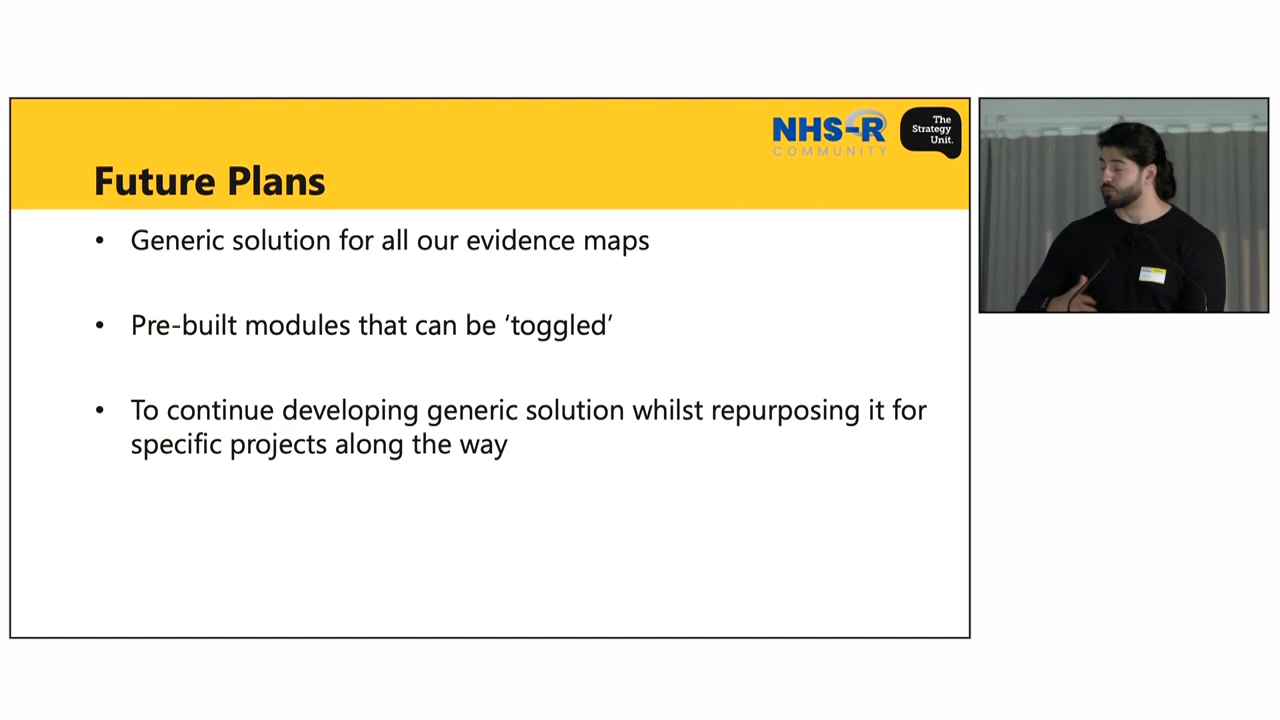 NHS-R
COMMUNITY
The
Strategy
Unit.
Future Plans
• Generic solution for all our evidence maps
• Pre-built modules that can be ‘toggled’
• To continue developing generic solution whilst repurposing it for
specific projects along the way